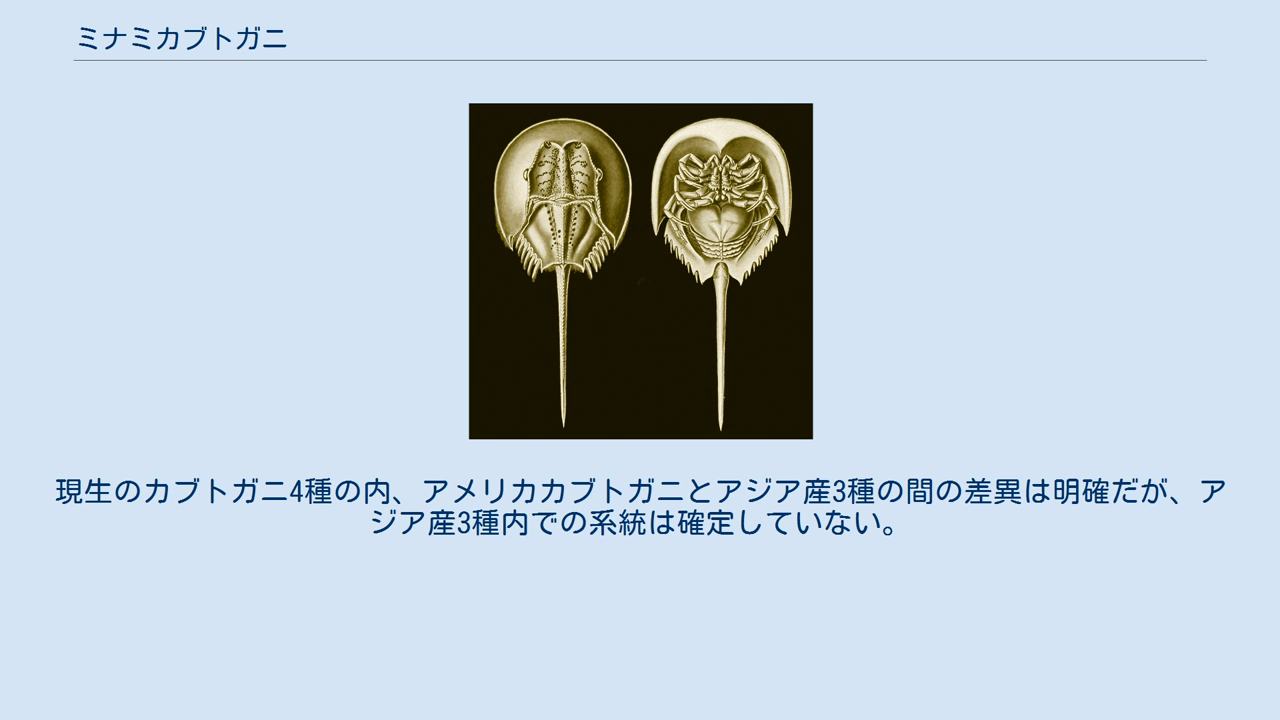 ミナミカブトガニ
現生のカブトガニ4種の内、アメリカカブトガニとアジア産3種の間の差異は明確だが、ア
ジア産3種内での系統は確定していない。